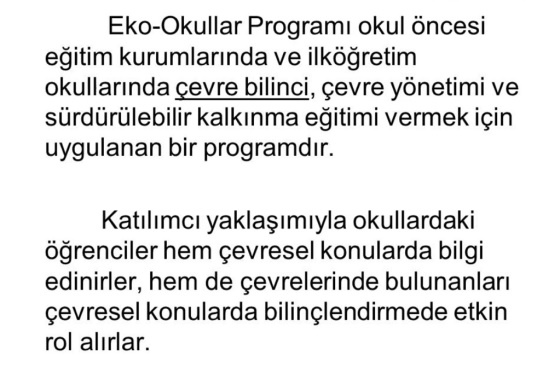 Eko-Okullar Programı okul öncesi
eğitim kurumlarında ve ilköğretim
okullarında çevre bilinci, çevre yönetimi ve
sürdürülebilir kalkınma eğitimi vermek için
uygulanan bir programdır.
Katılımcı yaklaşımıyla okullardaki
öğrenciler hem çevresel konularda bilgi
edinirler, hem de çevrelerinde bulunanları
çevresel konularda bilinçlendirmede etkin
rol alırlar.